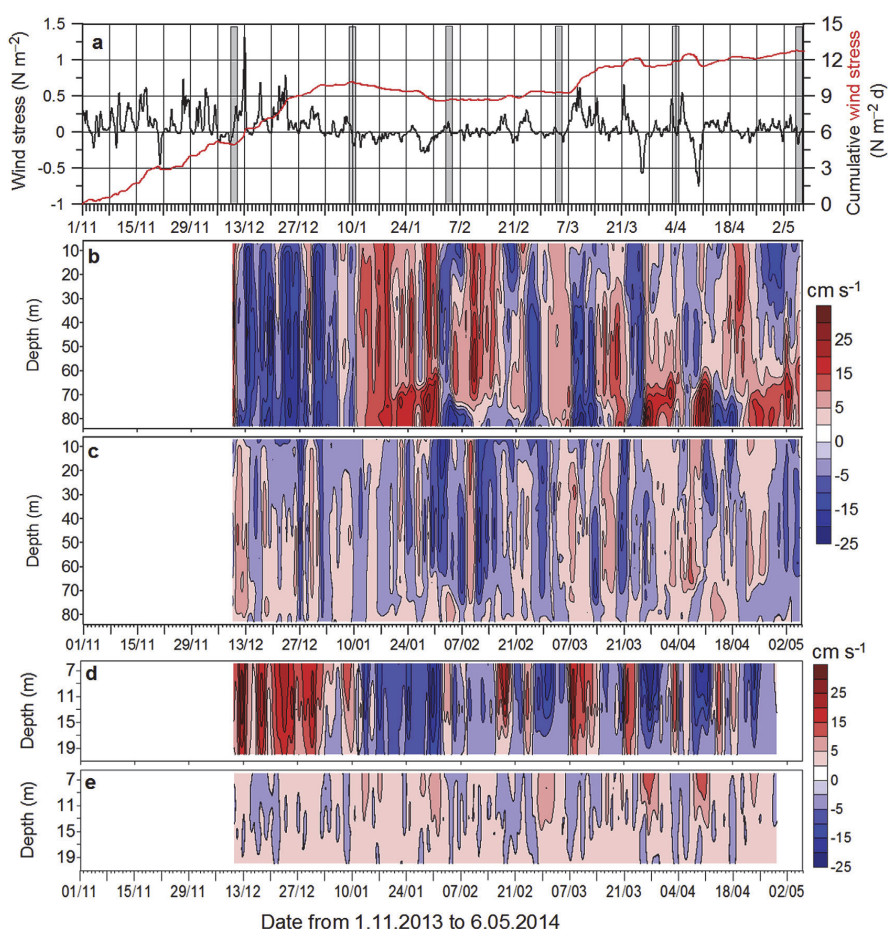 a
Wind stress (N m–2)
1.5
1
0.5
0
-0.5
-1
15
12
9
6
3
0
Cumulative wind stress
(N m–2 d)
1/11 15/11 29/11 13/12 27/12 10/1 24/1 7/2 21/2 7/3 21/3 4/4 18/4 2/5
b
Depth (m)
10
20
30
40
50
60
70
80
c
Depth (m)
10
20
30
40
50
60
70
80
cm s-1
25
15
5
0
-5
-15
-25
01/11 15/11 29/11 13/12 27/12 10/01 24/01 07/02 21/02 07/03 21/03 04/04 18/04 02/05
d
Depth (m)
7
11
15
19
e
Depth (m)
7
11
15
19
cm s-1
25
15
5
0
-5
-15
-25
01/11 15/11 29/11 13/12 27/12 10/01 24/01 07/02 21/02 07/03 21/03 04/04 18/04 02/05
Date from 1.11.2013 to 6.05.2014